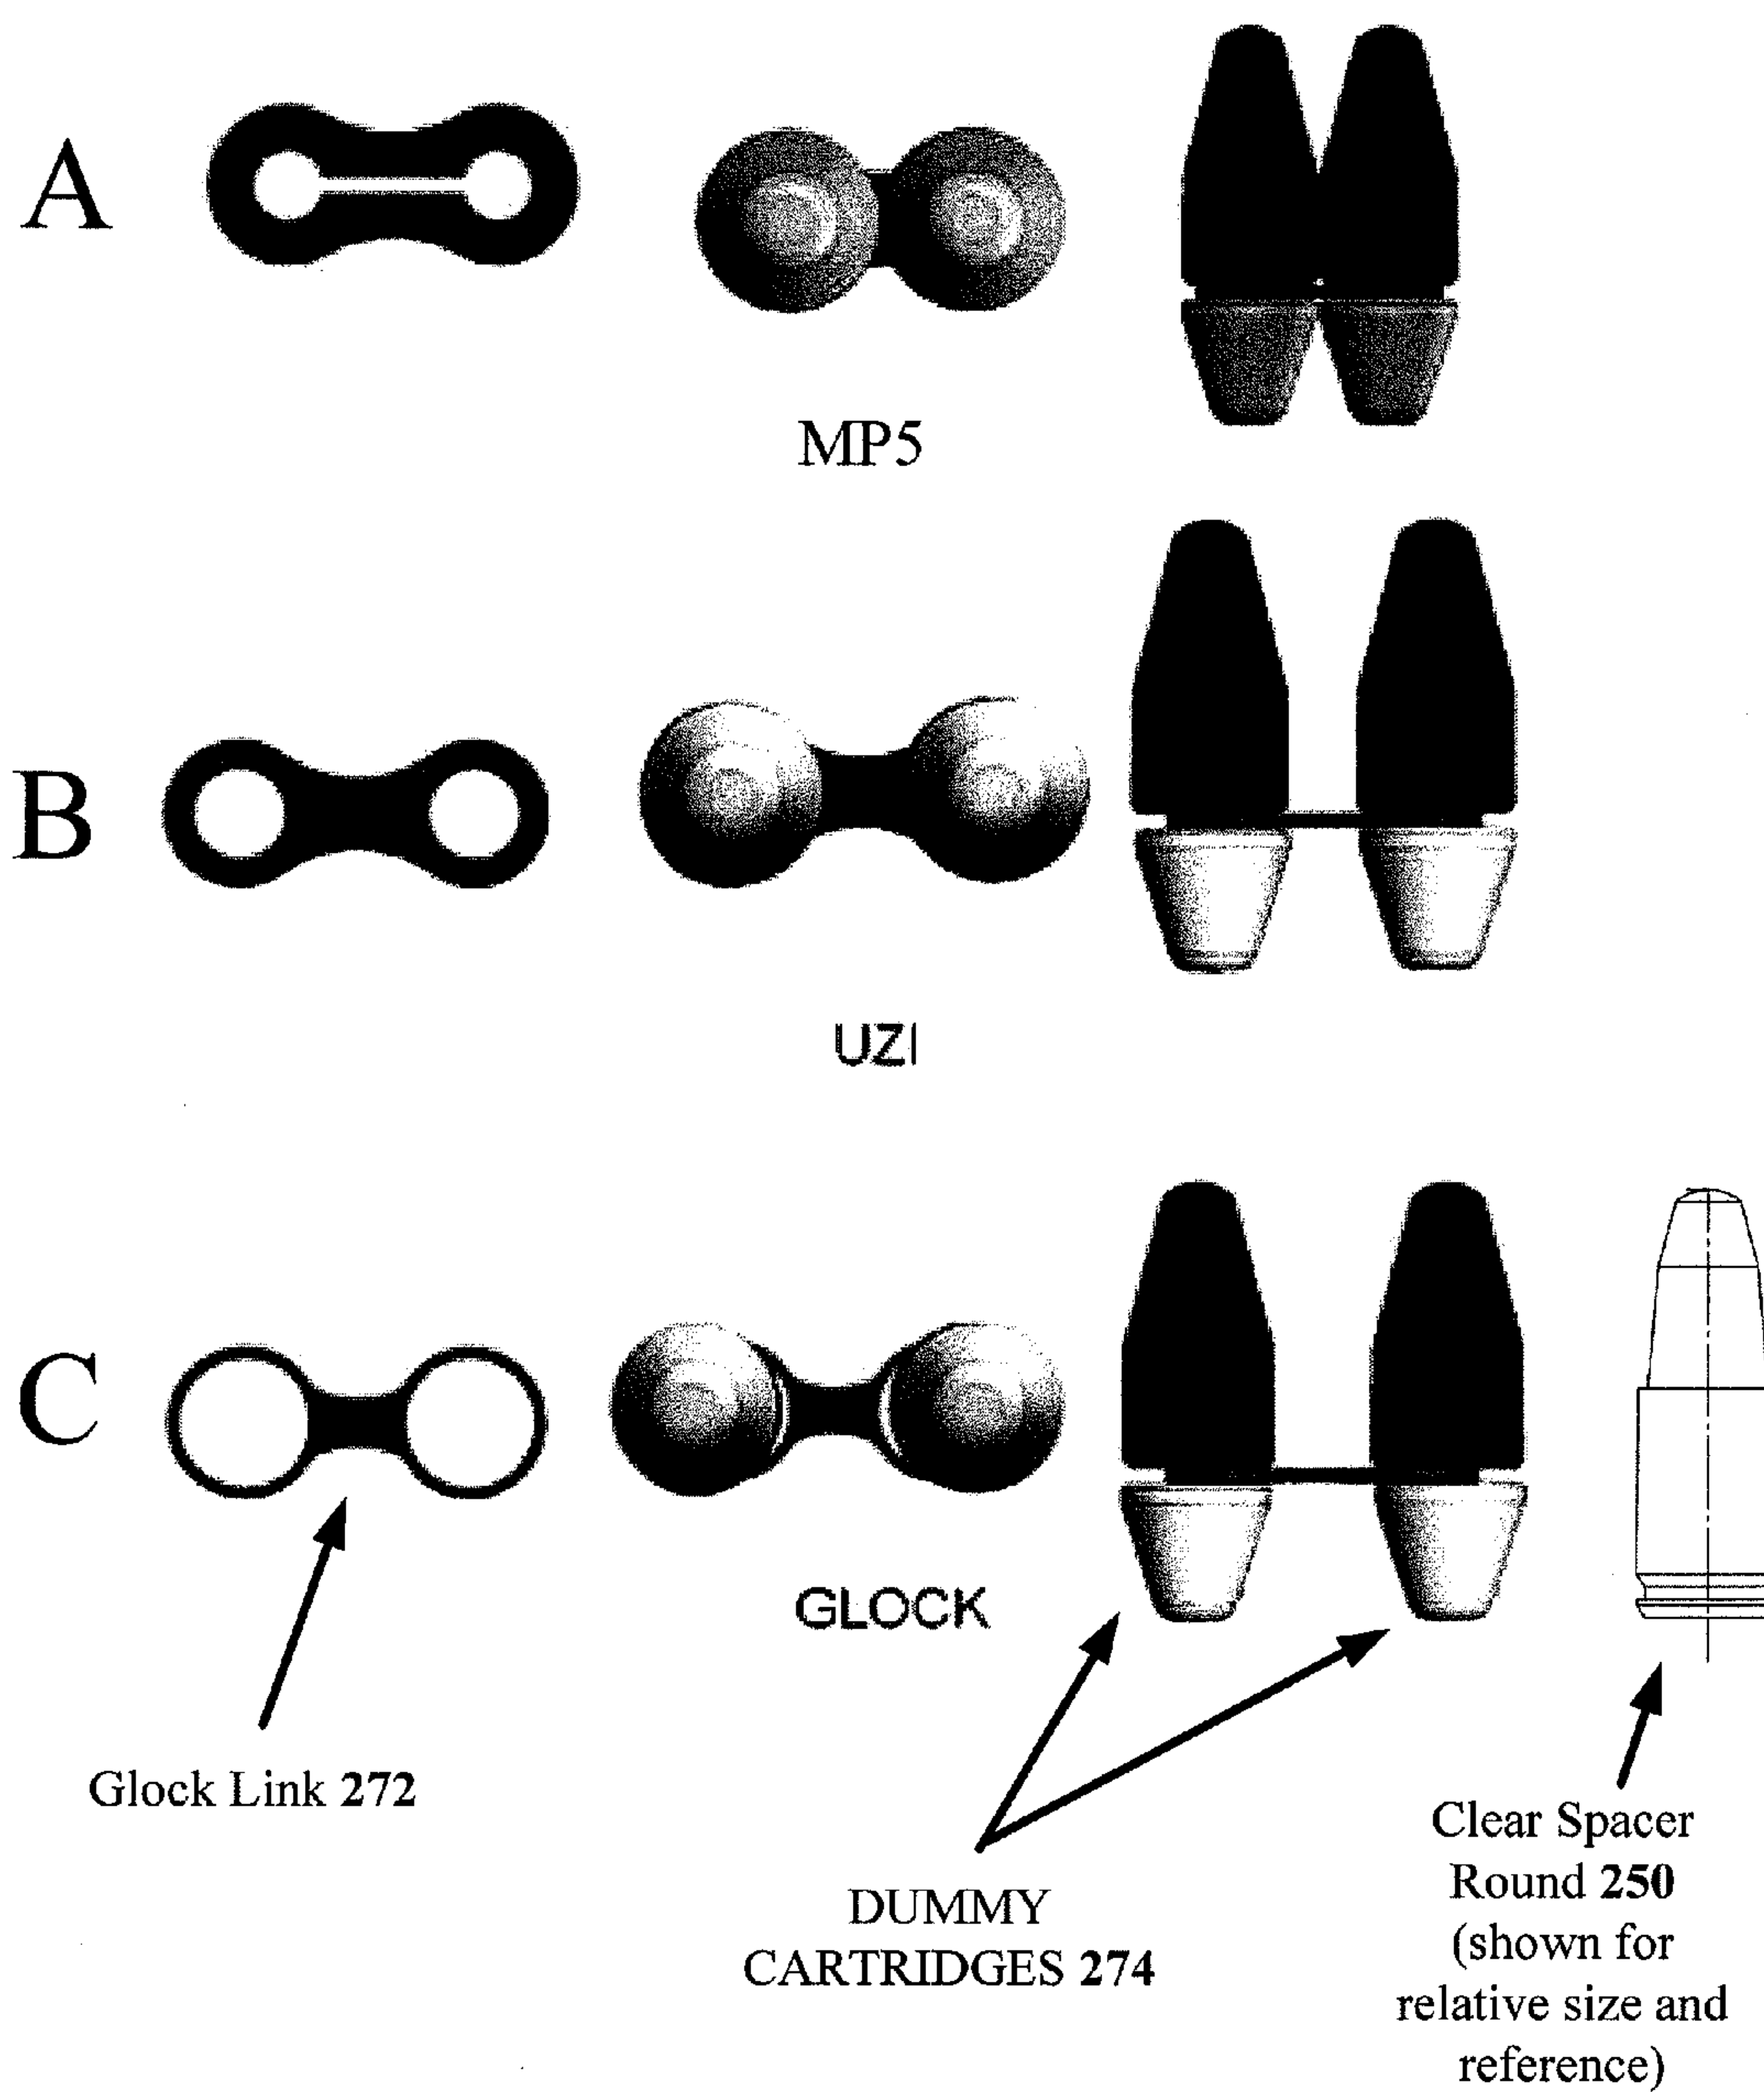 A
MP5
B
UZI
C
GLOCK
Glock Link 272
DUMMY
CARTRIDGES 274
Clear Spacer
Round 250
(shown for
relative size and
reference)